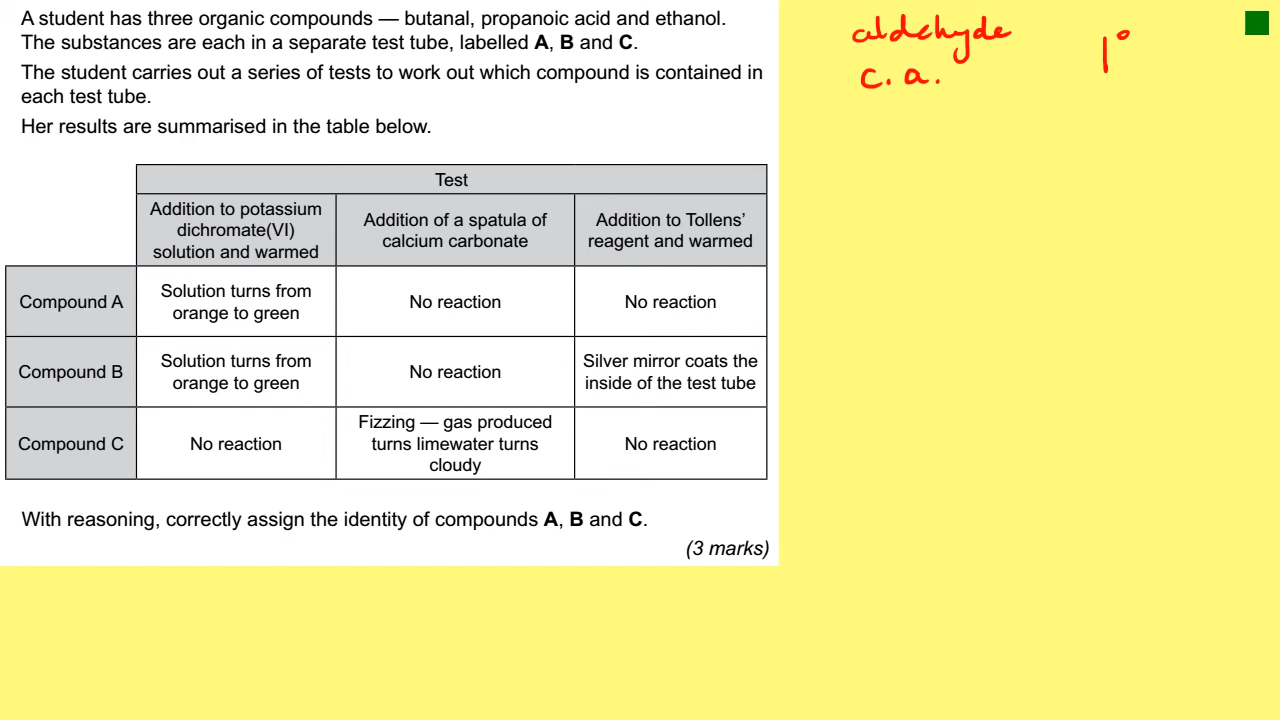 A student has three organic compounds — butanal, propanoic acid and ethanol.
The substances are each in a separate test tube, labelled A, B and C.
The student carries out a series of tests to work out which compound is contained in
each test tube.
Her results are summarised in the table below.
Test
Addition to potassium
dichromate(VI)
solution and warmed
Addition of a spatula of
calcium carbonate
Addition to Tollens’
reagent and warmed
Compound A
Solution turns from
orange to green
No reaction
No reaction
Compound B
Solution turns from
orange to green
No reaction
Silver mirror coats the
inside of the test tube
Compound C
No reaction
Fizzing — gas produced
turns limewater turns
cloudy
No reaction
With reasoning, correctly assign the identity of compounds A, B and C.
(3 marks)
aldehyde
1°
c. a.